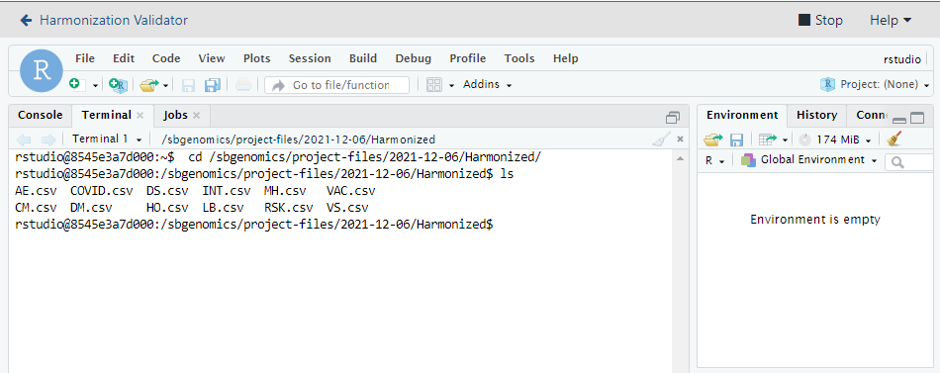 Harmonization Validator Stop Help
R File Edit Code View Plots Session Build Debug Profile Tools Help rstudio
Go to file/function Addins Project: (None)
Console Terminal Jobs
Terminal 1 /sbgenomics/project-files/2021-12-06/Harmonized
rstudio@8545e3a7d000:~$ cd /sbgenomics/project-files/2021-12-06/Harmonized/
rstudio@8545e3a7d000:/sbgenomics/project-files/2021-12-06/Harmonized$ ls
AE.csv COVID.csv DS.csv INT.csv MH.csv VAC.csv
CM.csv DM.csv HO.csv LB.csv RSK.csv VS.csv
rstudio@8545e3a7d000:/sbgenomics/project-files/2021-12-06/Harmonized$
Environment History Conn
174 MiB
R Global Environment
Environment is empty